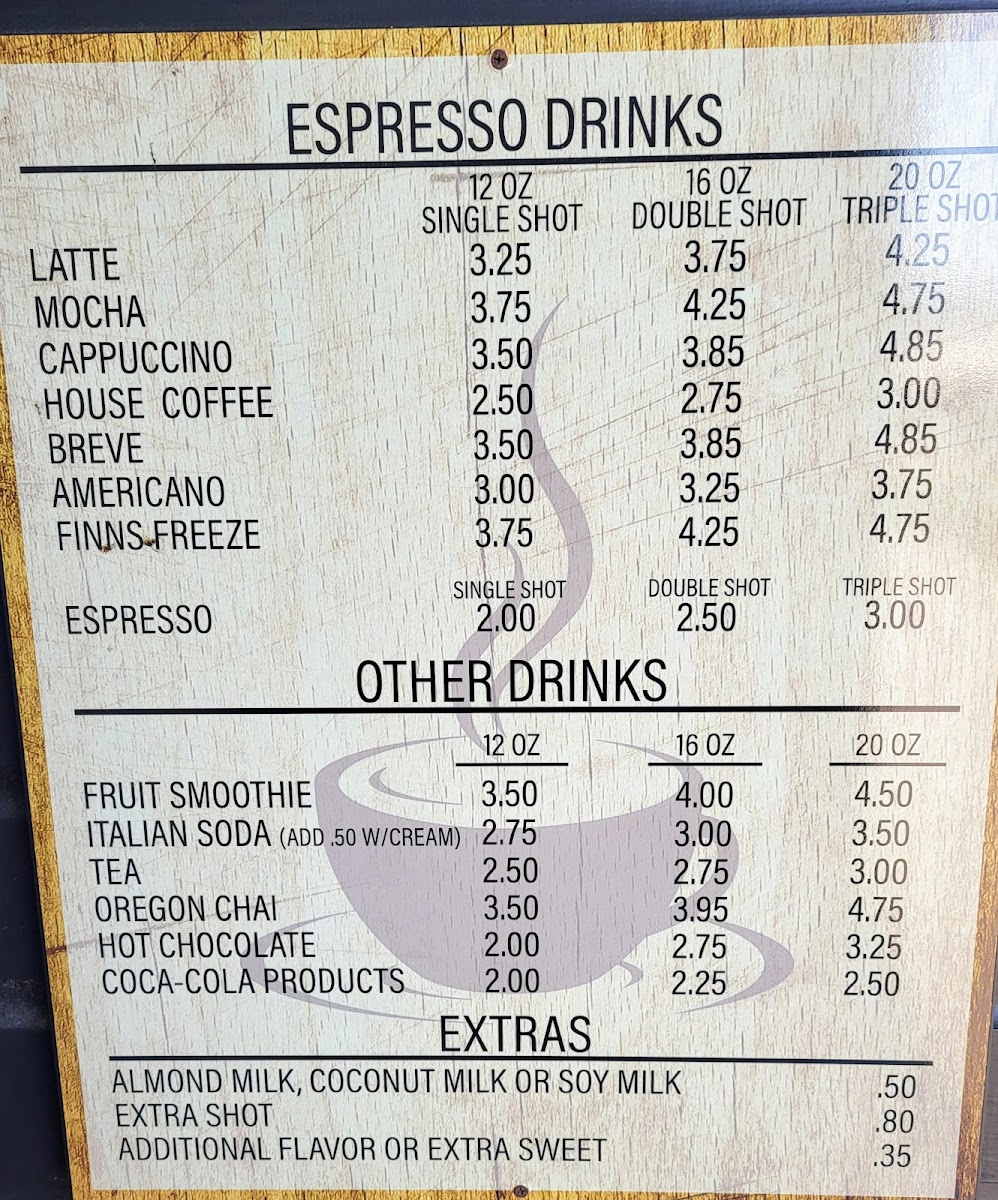 ESPRESSO DRINKS
12 OZ 16 OZ 20 OZ
SINGLE SHOT DOUBLE SHOT TRIPLE SHOT
LATTE 3.25 3.75 4.25
MOCHA 3.75 4.25 4.75
CAPPUCCINO 3.50 3.85 4.85
HOUSE COFFEE 2.50 2.75 3.00
BREVE 3.50 3.85 4.85
AMERICANO 3.00 3.25 3.75
FINNS FREEZE 3.75 4.25 4.75
SINGLE SHOT DOUBLE SHOT TRIPLE SHOT
ESPRESSO 2.00 2.50 3.00
OTHER DRINKS
12 OZ 16 OZ 20 OZ
FRUIT SMOOTHIE 3.50 4.00 4.50
ITALIAN SODA (ADD .50 W/CREAM) 2.75 3.00 3.50
TEA 2.50 2.75 3.00
OREGON CHAI 3.50 3.95 4.75
HOT CHOCOLATE 2.00 2.75 3.25
COCA-COLA PRODUCTS 2.00 2.25 2.50
EXTRAS
ALMOND MILK, COCONUT MILK OR SOY MILK .50
EXTRA SHOT .80
ADDITIONAL FLAVOR OR EXTRA SWEET .35